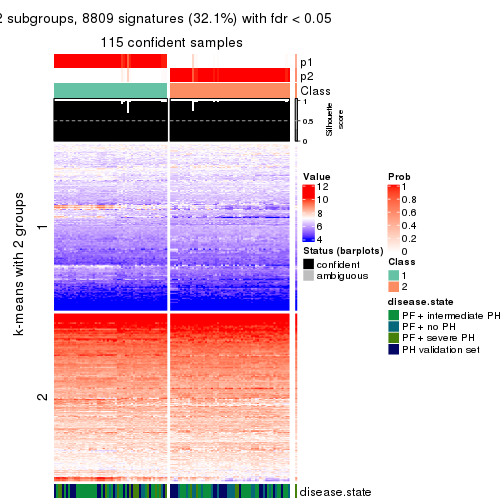 2 subgroups, 8809 signatures (32.1%) with fdr < 0.05
115 confident samples
p1
p2
Class
1
0.5
0
Silhouette
score
k-means with 2 groups
1
2
Value
12
10
8
6
4
Status (barplots)
confident
ambiguous
Prob
1
0.8
0.6
0.4
0.2
0
Class
1
2
disease.state
PF + intermediate PH
PF + no PH
PF + severe PH
PH validation set
disease.state